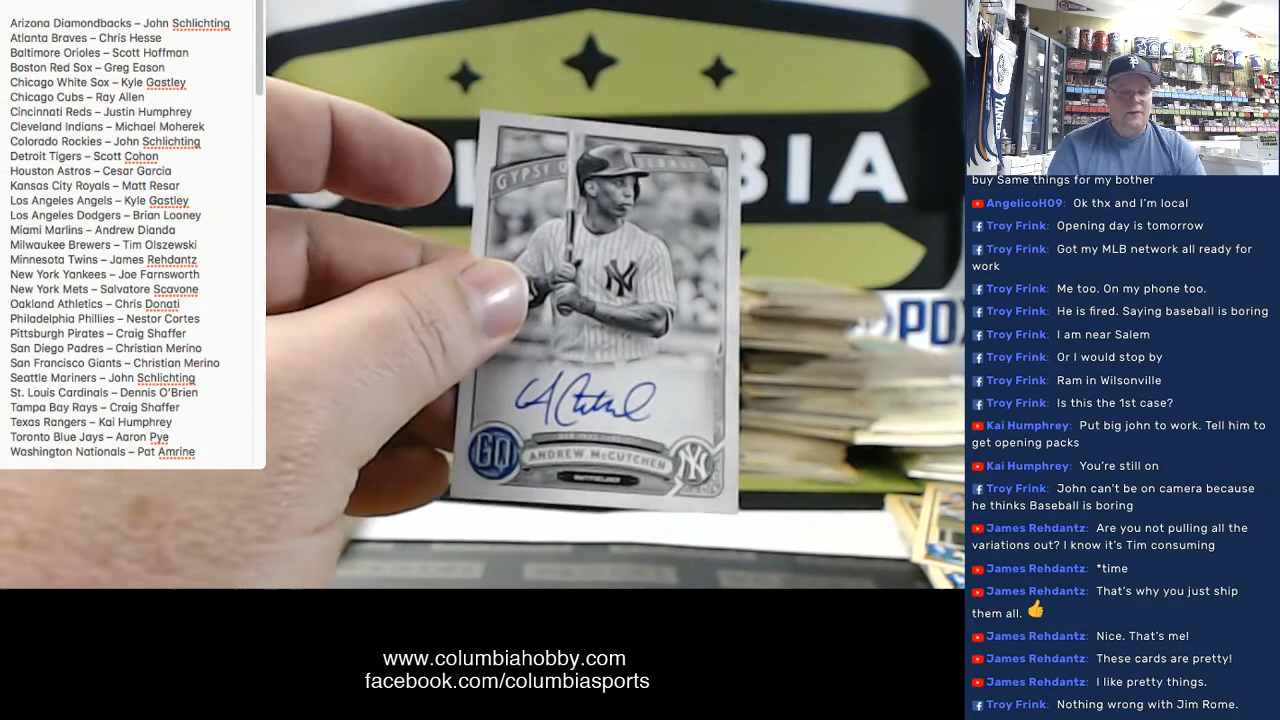 Arizona Diamondbacks – John Schlichting
Atlanta Braves – Chris Hesse
Baltimore Orioles – Scott Hoffman
Boston Red Sox – Greg Eason
Chicago White Sox – Kyle Gastley
Chicago Cubs – Ray Allen
Cincinnati Reds – Justin Humphrey
Cleveland Indians – Michael Moherek
Colorado Rockies – John Schlichting
Detroit Tigers – Scott Cohon
Houston Astros – Cesar Garcia
Kansas City Royals – Matt Resar
Los Angeles Angels – Kyle Gastley
Los Angeles Dodgers – Brian Looney
Miami Marlins – Andrew Dianda
Milwaukee Brewers – Tim Olszewski
Minnesota Twins – James Rehdantz
New York Yankees – Joe Farnsworth
New York Mets – Salvatore Scavone
Oakland Athletics – Chris Donati
Philadelphia Phillies – Nestor Cortes
Pittsburgh Pirates – Craig Shaffer
San Diego Padres – Christian Merino
San Francisco Giants – Christian Merino
Seattle Mariners – John Schlichting
St. Louis Cardinals – Dennis O'Brien
Tampa Bay Rays – Craig Shaffer
Texas Rangers – Kai Humphrey
Toronto Blue Jays – Aaron Pye
Washington Nationals – Pat Amrine
BIA
PO
GYPSY
NY
GQ
ANDREW McCUTCHEN
NY
OUTFIELDER
www.columbiahobby.com
facebook.com/columbiasports
buy Same things for my bother
AngelicoH09: Ok thx and I'm local
Troy Frink: Opening day is tomorrow
Troy Frink: Got my MLB network all ready for
work
Troy Frink: Me too. On my phone too.
Troy Frink: He is fired. Saying baseball is boring
Troy Frink: I am near Salem
Troy Frink: Or I would stop by
Troy Frink: Ram in Wilsonville
Troy Frink: Is this the 1st case?
Kai Humphrey: Put big john to work. Tell him to
get opening packs
Kai Humphrey: You're still on
Troy Frink: John can't be on camera because
he thinks Baseball is boring
James Rehdantz: Are you not pulling all the
variations out? I know it's Tim consuming
James Rehdantz: *time
James Rehdantz: That's why you just ship
them all. 👍
James Rehdantz: Nice. That's me!
James Rehdantz: These cards are pretty!
James Rehdantz: I like pretty things.
Troy Frink: Nothing wrong with Jim Rome.